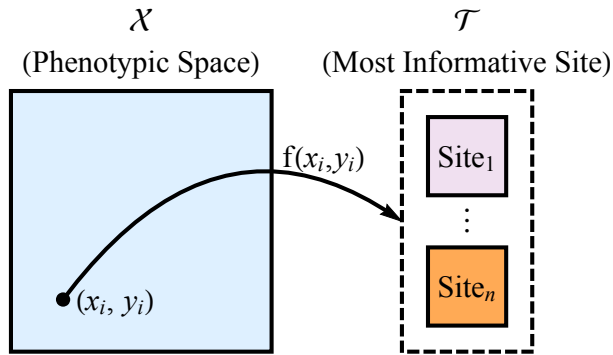 𝒳
(Phenotypic Space)
𝒯
(Most Informative Site)
f(xᵢ,yᵢ)
(xᵢ, yᵢ)
Site₁
⋮
Siteₙ